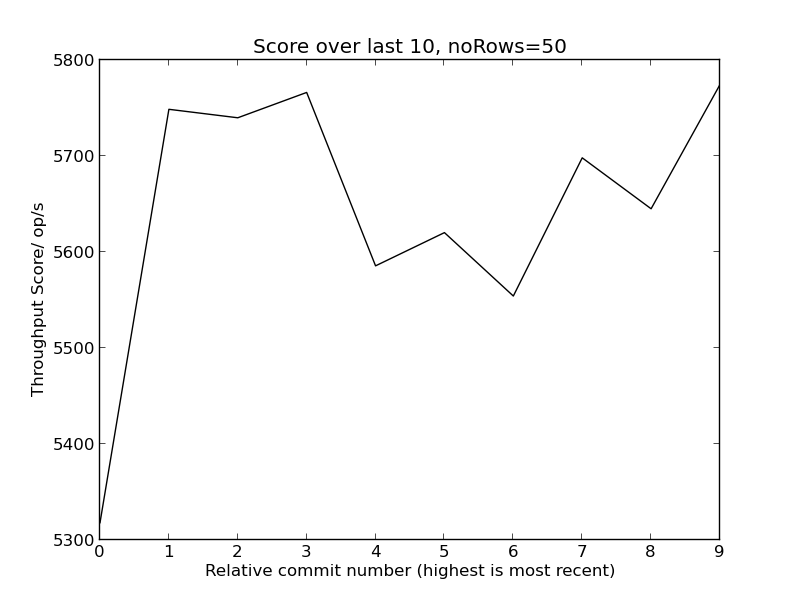 Score over last 10, noRows=50
5800
5700
5600
5500
5400
5300
Throughput Score/ op/s
0 1 2 3 4 5 6 7 8 9
Relative commit number (highest is most recent)